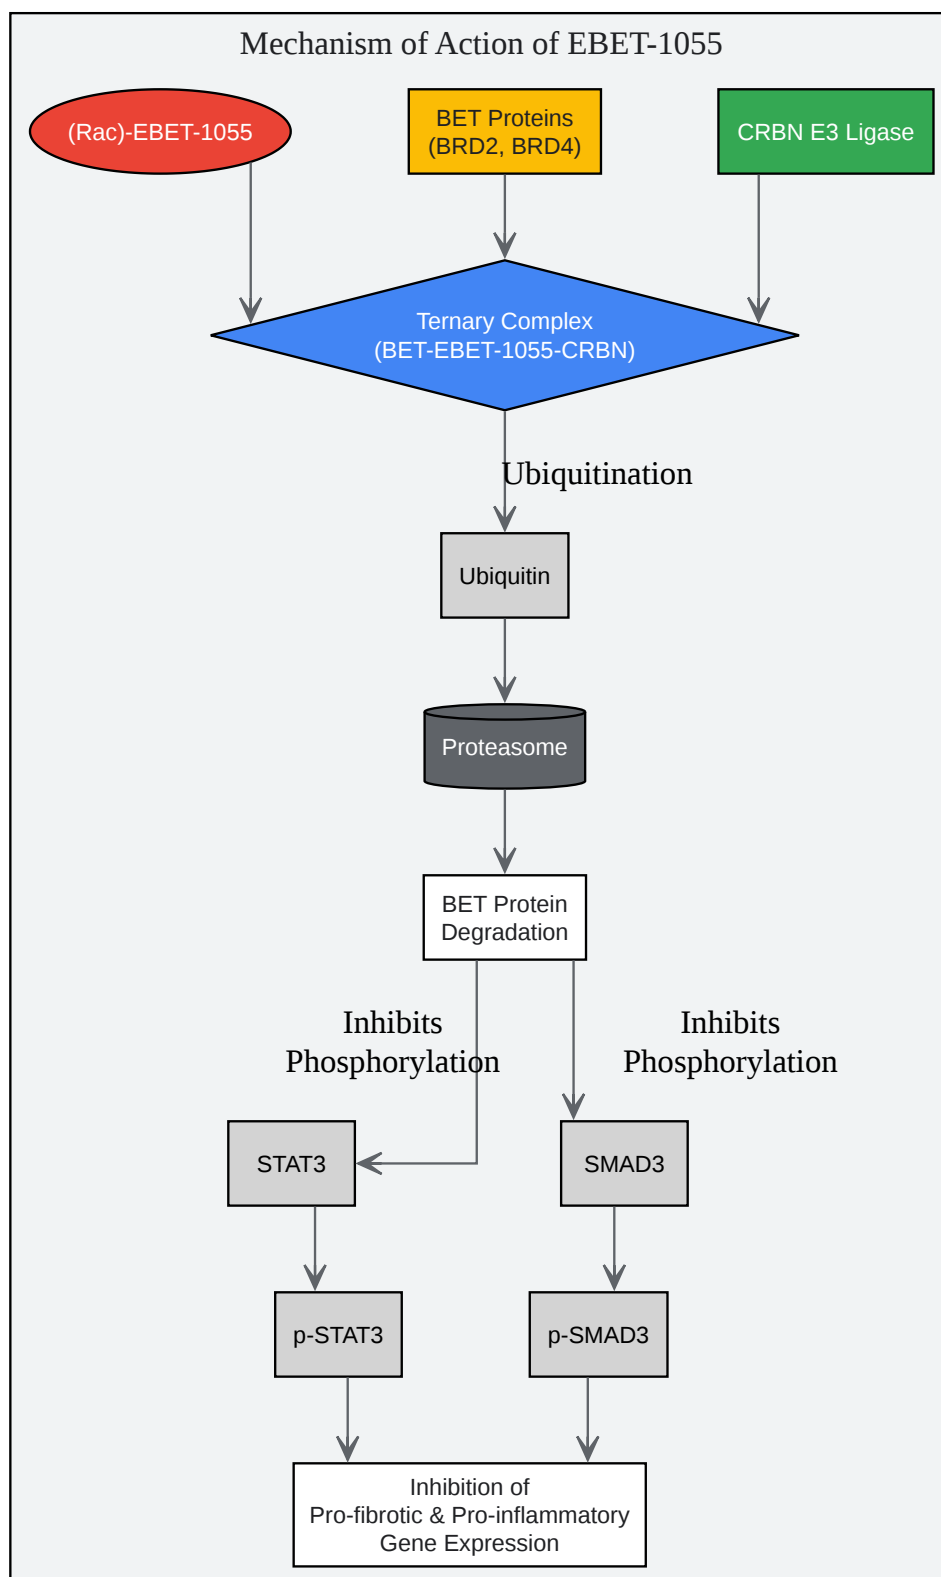 Mechanism of Action of EBET-1055
(Rac)-EBET-1055
BET Proteins
(BRD2, BRD4)
CRBN E3 Ligase
Ternary Complex
(BET-EBET-1055-CRBN)
Ubiquitination
Ubiquitin
Proteasome
BET Protein
Degradation
Inhibits
Phosphorylation
Inhibits
Phosphorylation
STAT3
SMAD3
p-STAT3
p-SMAD3
Inhibition of
Pro-fibrotic & Pro-inflammatory
Gene Expression